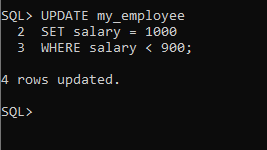 SQL> UPDATE my_employee
  2  SET salary = 1000
  3  WHERE salary < 900;
4 rows updated.
SQL>